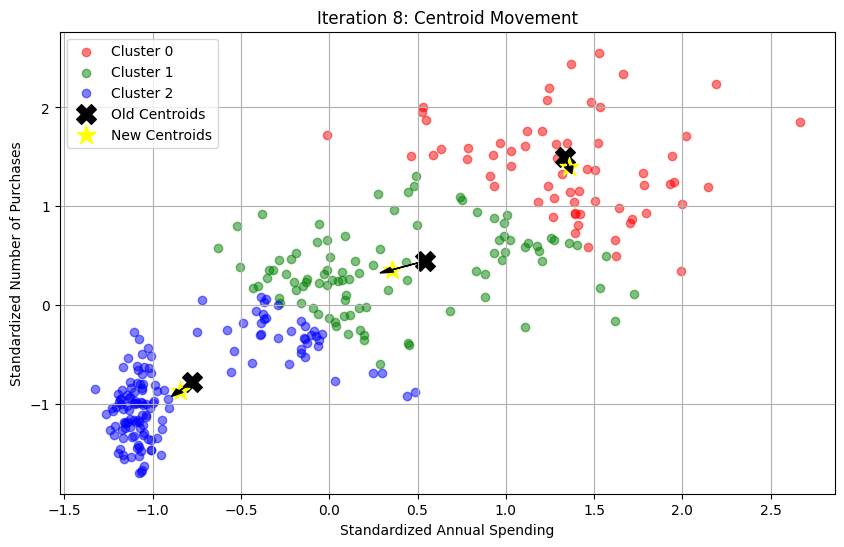 Iteration 8: Centroid Movement
Cluster 0
Cluster 1
Cluster 2
Old Centroids
New Centroids
Standardized Number of Purchases
2
1
0
−1
−1.5
−1.0
−0.5
0.0
0.5
1.0
1.5
2.0
2.5
Standardized Annual Spending